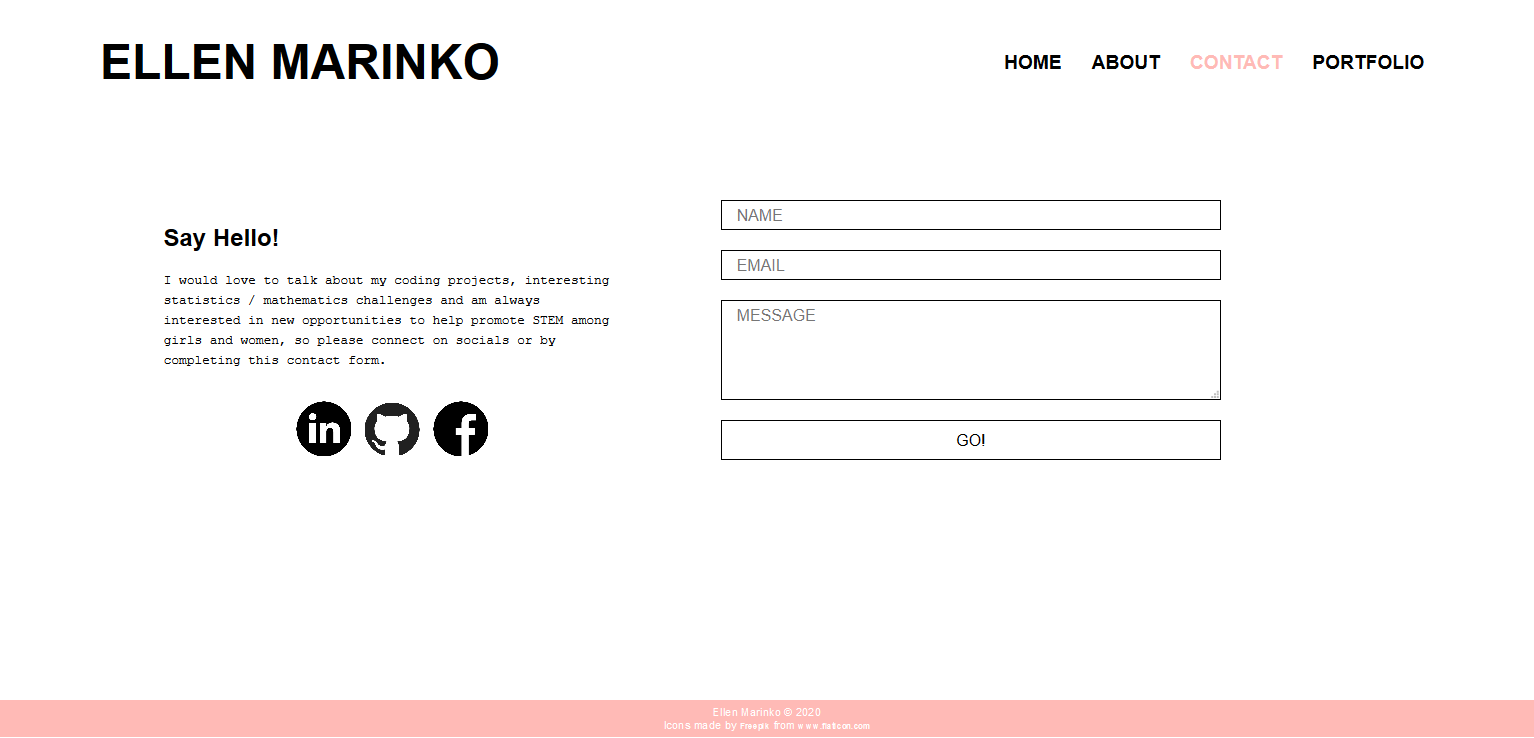 ELLEN MARINKO
HOME ABOUT CONTACT PORTFOLIO
Say Hello!
I would love to talk about my coding projects, interesting
statistics / mathematics challenges and am always
interested in new opportunities to help promote STEM among
girls and women, so please connect on socials or by
completing this contact form.
in f
NAME
EMAIL
MESSAGE
GO!
Ellen Marinko © 2020
Icons made by Freepik from www.flaticon.com